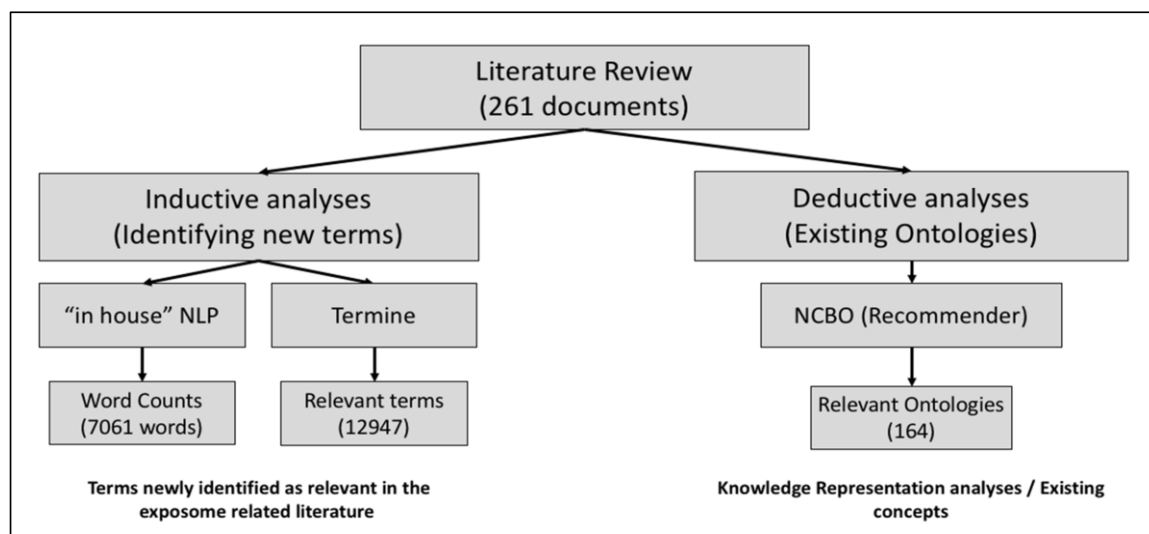 Literature Review
(261 documents)
Inductive analyses
(Identifying new terms)
Deductive analyses
(Existing Ontologies)
“in house” NLP
Termine
NCBO (Recommender)
Word Counts
(7061 words)
Relevant terms
(12947)
Relevant Ontologies
(164)
Terms newly identified as relevant in the
exposome related literature
Knowledge Representation analyses / Existing
concepts